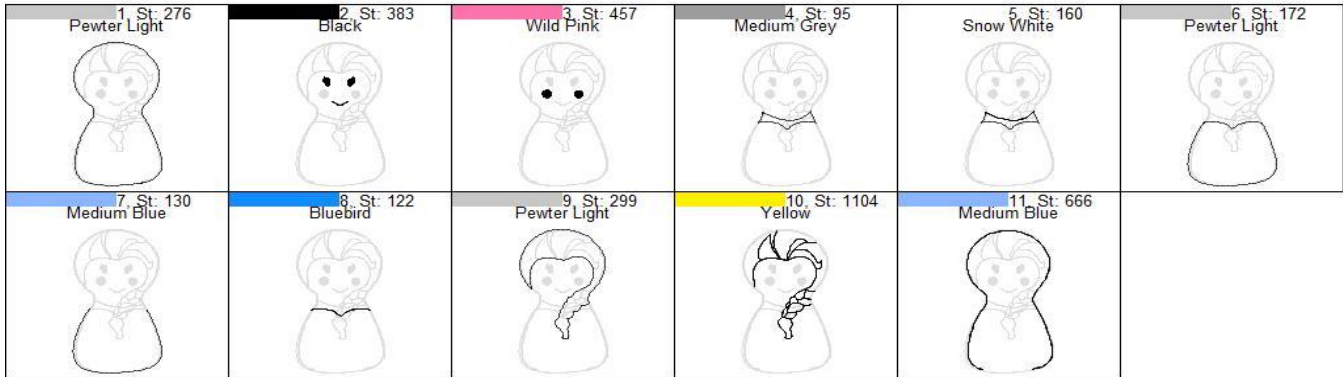 1, St: 276
Pewter Light
2, St: 383
Black
3, St: 457
Wild Pink
4, St: 95
Medium Grey
5, St: 160
Snow White
6, St: 172
Pewter Light
7, St: 130
Medium Blue
8, St: 122
Bluebird
9, St: 299
Pewter Light
10, St: 1104
Yellow
11, St: 666
Medium Blue